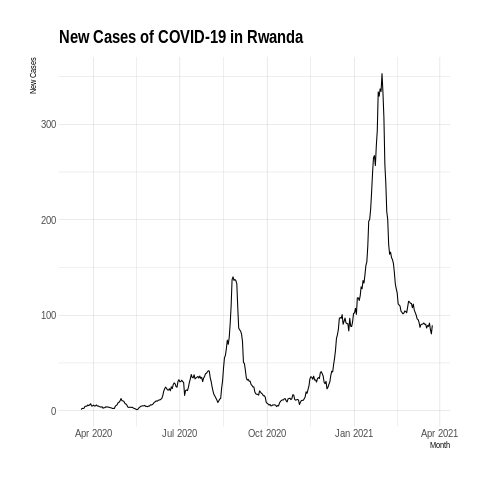 New Cases of COVID-19 in Rwanda
New Cases
300
200
100
0
Apr 2020 Jul 2020 Oct 2020 Jan 2021 Apr 2021
Month